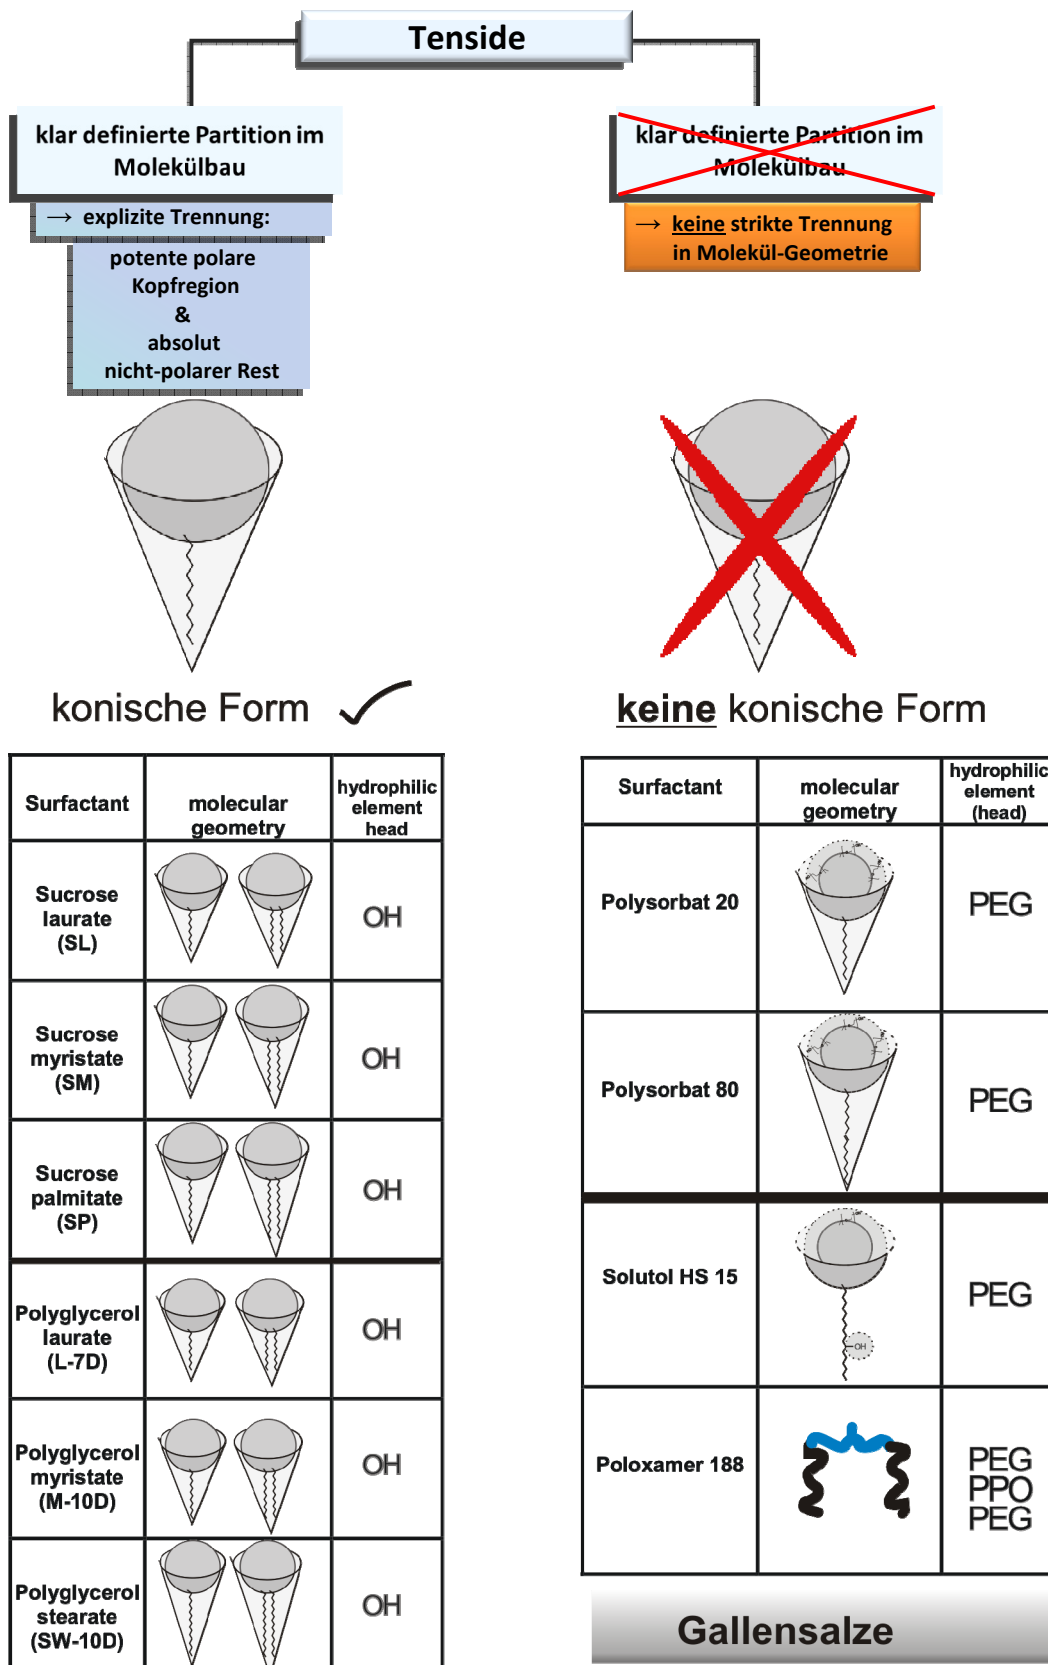 Tenside
klar definierte Partition im
Molekülbau
→ explizite Trennung:
potente polare
Kopfregion
&
absolut
nicht-polarer Rest
konische Form
Surfactant
molecular
geometry
hydrophilic
element
head
Sucrose
laurate
(SL)
OH
Sucrose
myristate
(SM)
OH
Sucrose
palmitate
(SP)
OH
Polyglycerol
laurate
(L-7D)
OH
Polyglycerol
myristate
(M-10D)
OH
Polyglycerol
stearate
(SW-10D)
OH
klar definierte Partition im
Molekülbau
→ keine strikte Trennung
in Molekül-Geometrie
keine konische Form
Surfactant
molecular
geometry
hydrophilic
element
(head)
Polysorbat 20
PEG
Polysorbat 80
PEG
Solutol HS 15
OH
PEG
Poloxamer 188
PEG
PPO
PEG
Gallensalze